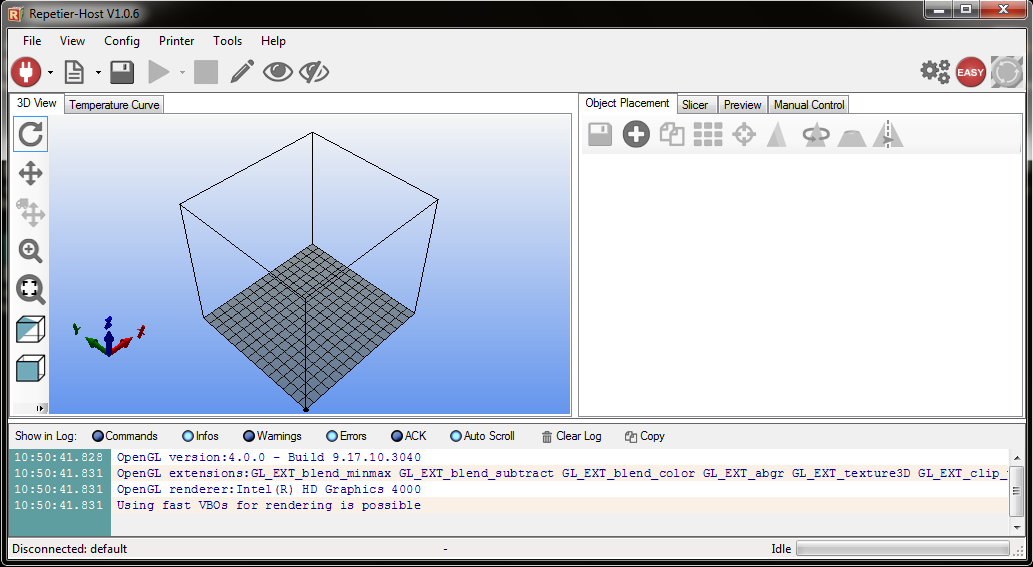 Repetier-Host V1.0.6
File View Config Printer Tools Help
EASY
3D View Temperature Curve
Object Placement Slicer Preview Manual Control
Show in Log: Commands Infos Warnings Errors ACK Auto Scroll Clear Log Copy
10:50:41.828 OpenGL version:4.0.0 - Build 9.17.10.3040
10:50:41.831 OpenGL extensions:GL_EXT_blend_minmax GL_EXT_blend_subtract GL_EXT_blend_color GL_EXT_abgr GL_EXT_texture3D GL_EXT_clip_
10:50:41.831 OpenGL renderer:Intel(R) HD Graphics 4000
10:50:41.831 Using fast VBOs for rendering is possible
Disconnected: default - Idle